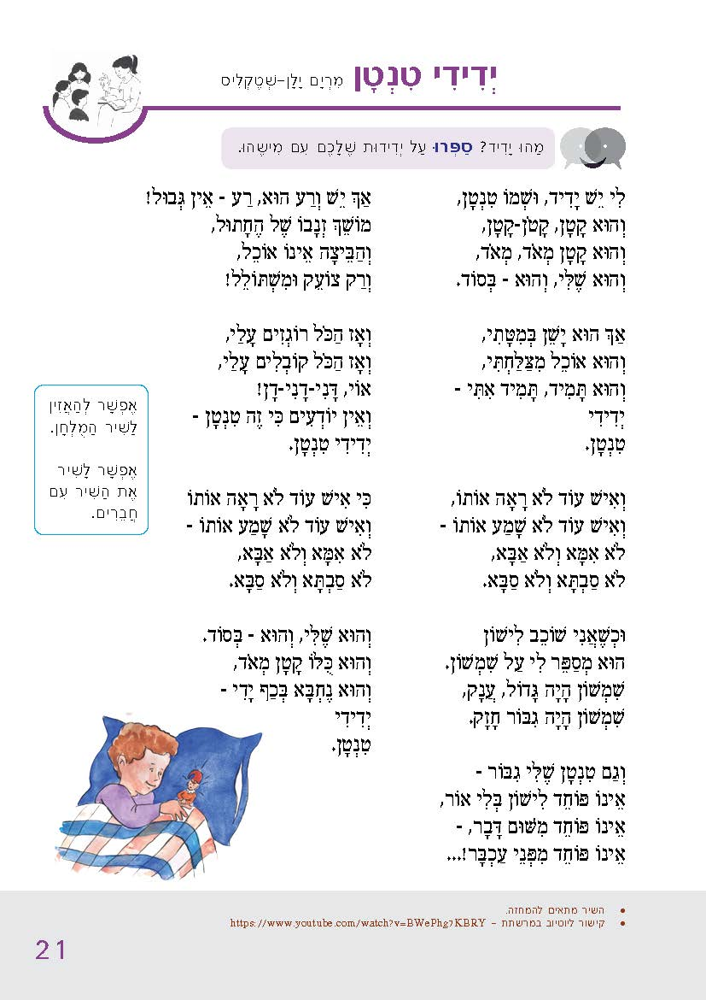 יְדִידִי טִנְטָן מִרְיָם יָלָן-שְׁטֶקְלִיס
מַהוּ יָדִיד? סַפְּרוּ עַל יְדִידוּת שֶׁלָּכֶם עִם מִישֶׁהוּ.
לִי יֵשׁ יָדִיד, וּשְׁמוֹ טִנְטָן,
וְהוּא קָטָן, קָטֹן-קָטָן,
וְהוּא קָטָן מְאֹד, מְאֹד,
וְהוּא שֶׁלִּי, וְהוּא - בְּסוֹד.
אַךְ הוּא יָשֵׁן בְּמִטָּתִי,
וְהוּא אוֹכֵל מִצַּלַּחְתִּי,
וְהוּא תָּמִיד, תָּמִיד אִתִּי -
יְדִידִי
טִנְטָן.
וְאִישׁ עוֹד לֹא רָאָה אוֹתוֹ,
וְאִישׁ עוֹד לֹא שָׁמַע אוֹתוֹ -
לֹא אִמָּא וְלֹא אַבָּא,
לֹא סַבְתָּא וְלֹא סַבָּא.
וּכְשֶׁאֲנִי שׁוֹכֵב לִישׁוֹן
הוּא מְסַפֵּר לִי עַל שִׁמְשׁוֹן.
שִׁמְשׁוֹן הָיָה גָּדוֹל, עֲנָק,
שִׁמְשׁוֹן הָיָה גִּבּוֹר חָזָק.
וְגַם טִנְטָן שֶׁלִּי גִּבּוֹר -
אֵינוֹ פּוֹחֵד לִישׁוֹן בְּלִי אוֹר,
אֵינוֹ פּוֹחֵד מִשּׁוּם דָּבָר, -
אֵינוֹ פּוֹחֵד מִפְּנֵי עַכְבָּר!...
אַךְ יֵשׁ וְרַע הוּא, רַע - אֵין גְּבוּל!
מוֹשֵׁךְ זְנָבוֹ שֶׁל הֶחָתוּל,
וְהַבֵּיצָה אֵינוֹ אוֹכֵל,
וְרַק צוֹעֵק וּמִשְׁתּוֹלֵל!
וְאָז הַכֹּל רוֹגְזִים עָלַי,
וְאָז הַכֹּל קוֹבְלִים עָלַי,
אוֹי, דָּנִי-דָנִי-דָן!
וְאֵין יוֹדְעִים כִּי זֶה טִנְטָן -
יְדִידִי טִנְטָן.
כִּי אִישׁ עוֹד לֹא רָאָה אוֹתוֹ
וְאִישׁ עוֹד לֹא שָׁמַע אוֹתוֹ -
לֹא אִמָּא וְלֹא אַבָּא,
לֹא סַבְתָּא וְלֹא סַבָּא.
וְהוּא שֶׁלִּי, וְהוּא - בְּסוֹד.
וְהוּא כֻּלּוֹ קָטָן מְאֹד,
וְהוּא נֶחְבָּא בְּכַף יָדִי -
יְדִידִי
טִנְטָן.
אֶפְשָׁר לְהַאֲזִין
לַשִּׁיר הַמֻּלְחָן.
אֶפְשָׁר לָשִׁיר
אֶת הַשִּׁיר עִם
חֲבֵרִים.
• השיר מתאים להמחזה.
• קישור ליוטיוב במרשתת - https://www.youtube.com/watch?v=BWePhg7KBRY
21